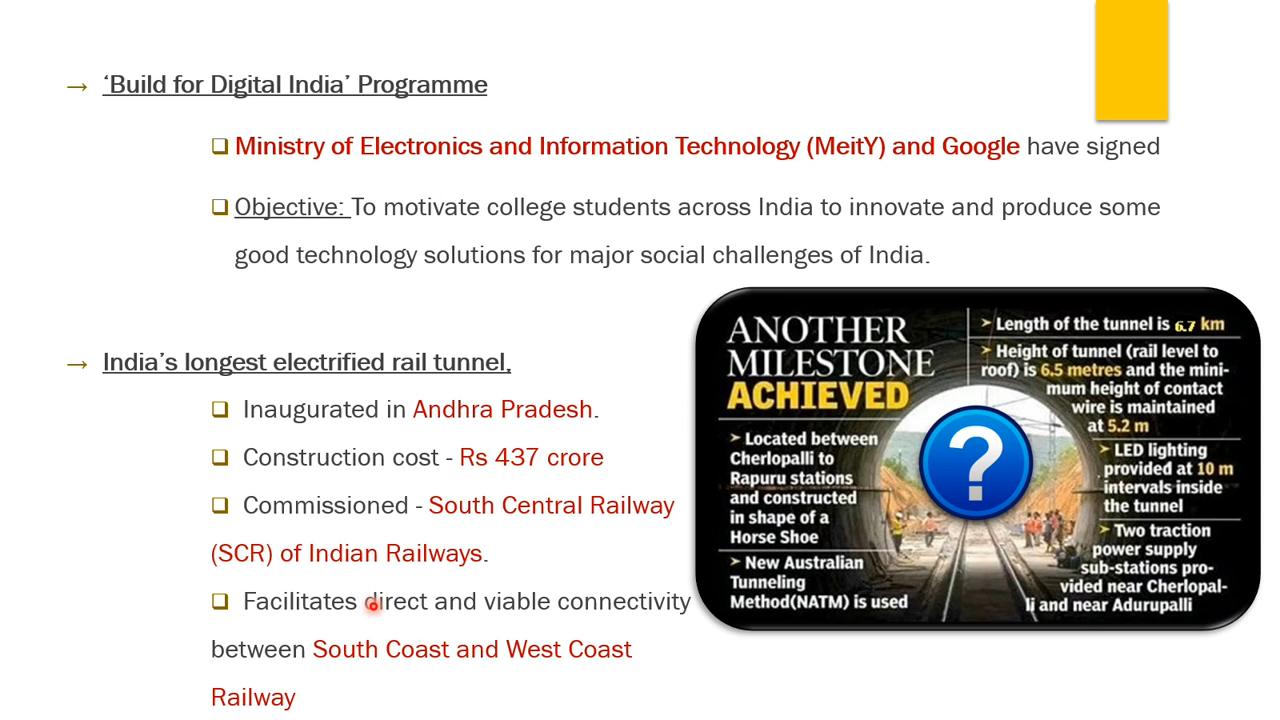 → ‘Build for Digital India’ Programme
❑ Ministry of Electronics and Information Technology (MeitY) and Google have signed
❑ Objective: To motivate college students across India to innovate and produce some
good technology solutions for major social challenges of India.
→ India’s longest electrified rail tunnel,
❑ Inaugurated in Andhra Pradesh.
❑ Construction cost - Rs 437 crore
❑ Commissioned - South Central Railway
(SCR) of Indian Railways.
❑ Facilitates direct and viable connectivity
between South Coast and West Coast
Railway
ANOTHER
MILESTONE
ACHIEVED
➤ Located between
Cherlopalli to
Rapuru stations
and constructed
in shape of a
Horse Shoe
➤ New Australian
Tunneling
Method(NATM) is used
➤ Length of the tunnel is 6.7 km
➤ Height of tunnel (rail level to
roof) is 6.5 metres and the mini-
mum height of contact
wire is maintained
at 5.2 m
➤ LED lighting
provided at 10 m
intervals inside
the tunnel
➤ Two traction
power supply
sub-stations pro-
vided near Cherlopal-
li and near Adurupalli
?